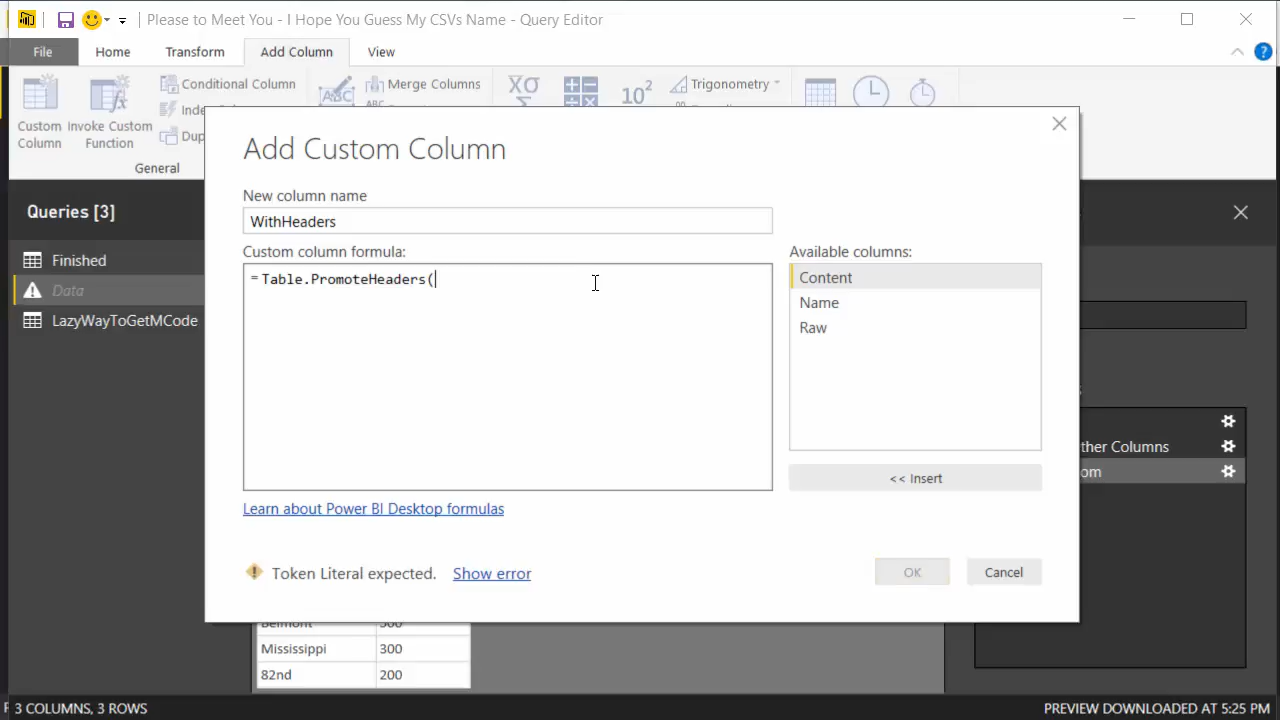 Please to Meet You - I Hope You Guess My CSVs Name - Query Editor
File Home Transform Add Column View
Conditional Column
Merge Columns
Trigonometry
Custom Column
Invoke Custom Function
General
ABC
ΧΟ
Σ
10²
Queries [3]
Finished
Data
LazyWayToGetMCode
Add Custom Column
New column name
WithHeaders
Custom column formula:
= Table.PromoteHeaders(
Available columns:
Content
Name
Raw
<< Insert
Learn about Power BI Desktop formulas
Token Literal expected. Show error
OK
Cancel
ther Columns
om
Mississippi 300
82nd 200
3 COLUMNS, 3 ROWS
PREVIEW DOWNLOADED AT 5:25 PM